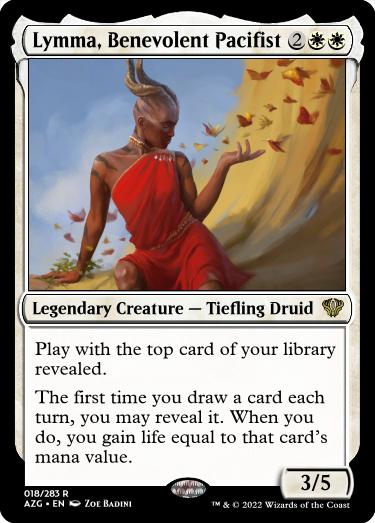 Lymma, Benevolent Pacifist 2
Legendary Creature — Tiefling Druid
Play with the top card of your library
revealed.
The first time you draw a card each
turn, you may reveal it. When you
do, you gain life equal to that card's
mana value.
3/5
018/283 R
AZG • EN Zoe Badini
™ & © 2022 Wizards of the Coast